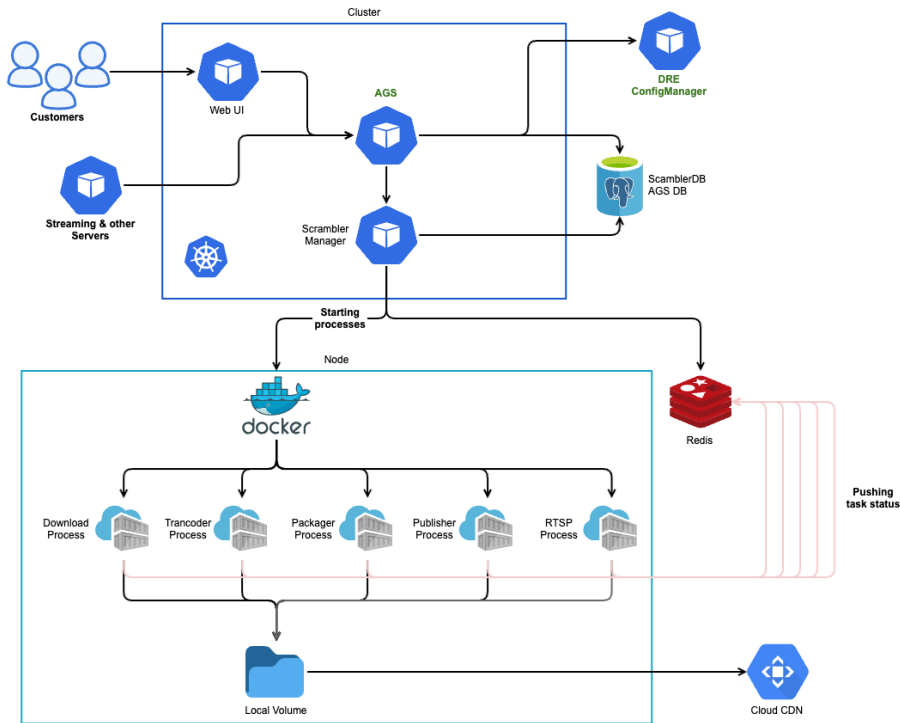 Cluster
Customers
Web UI
AGS
DRE
ConfigManager
Streaming & other
Servers
Scrambler
Manager
ScamblerDB
AGS DB
Starting
processes
Node
docker
Redis
Pushing
task status
Download
Process
Trancoder
Process
Packager
Process
Publisher
Process
RTSP
Process
Local Volume
Cloud CDN